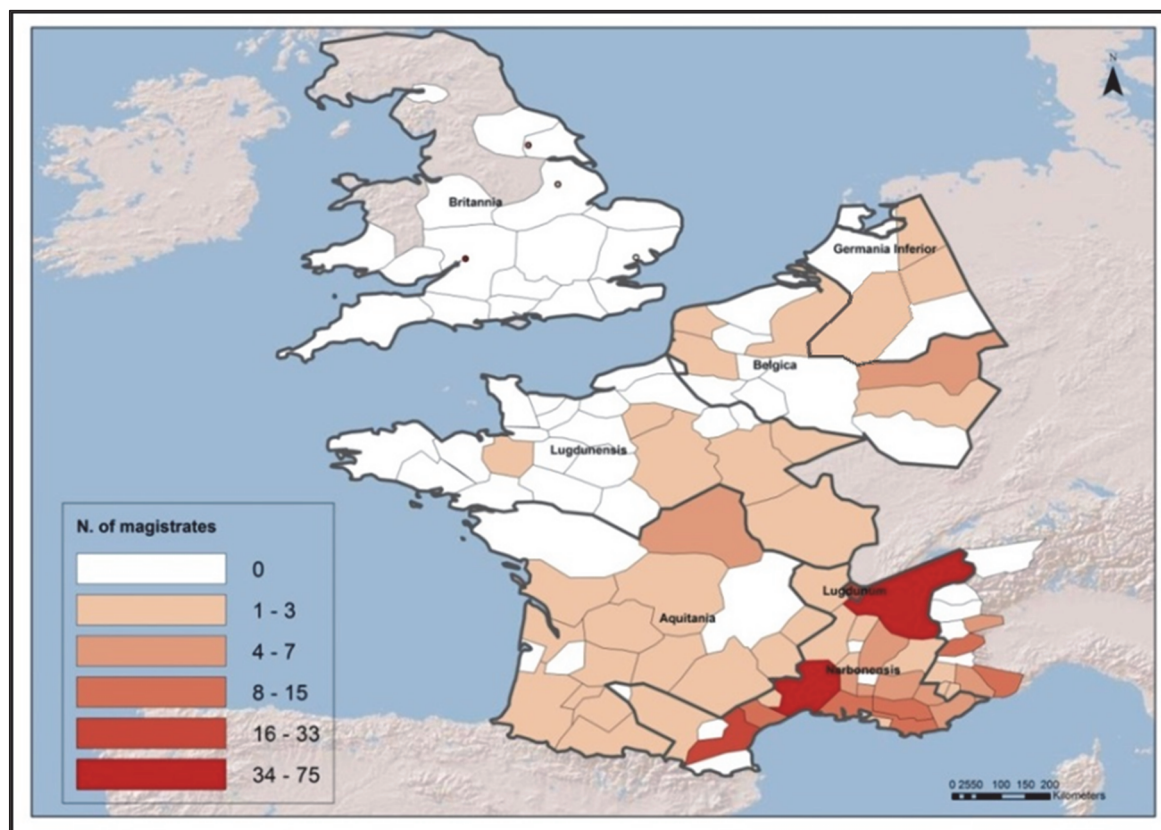 N
Britannia
Germania Inferior
Belgica
Lugdunensis
Lugdunum
Aquitania
Narbonensis
N. of magistrates
0
1 - 3
4 - 7
8 - 15
16 - 33
34 - 75
0 2550 100 150 200
Kilometers